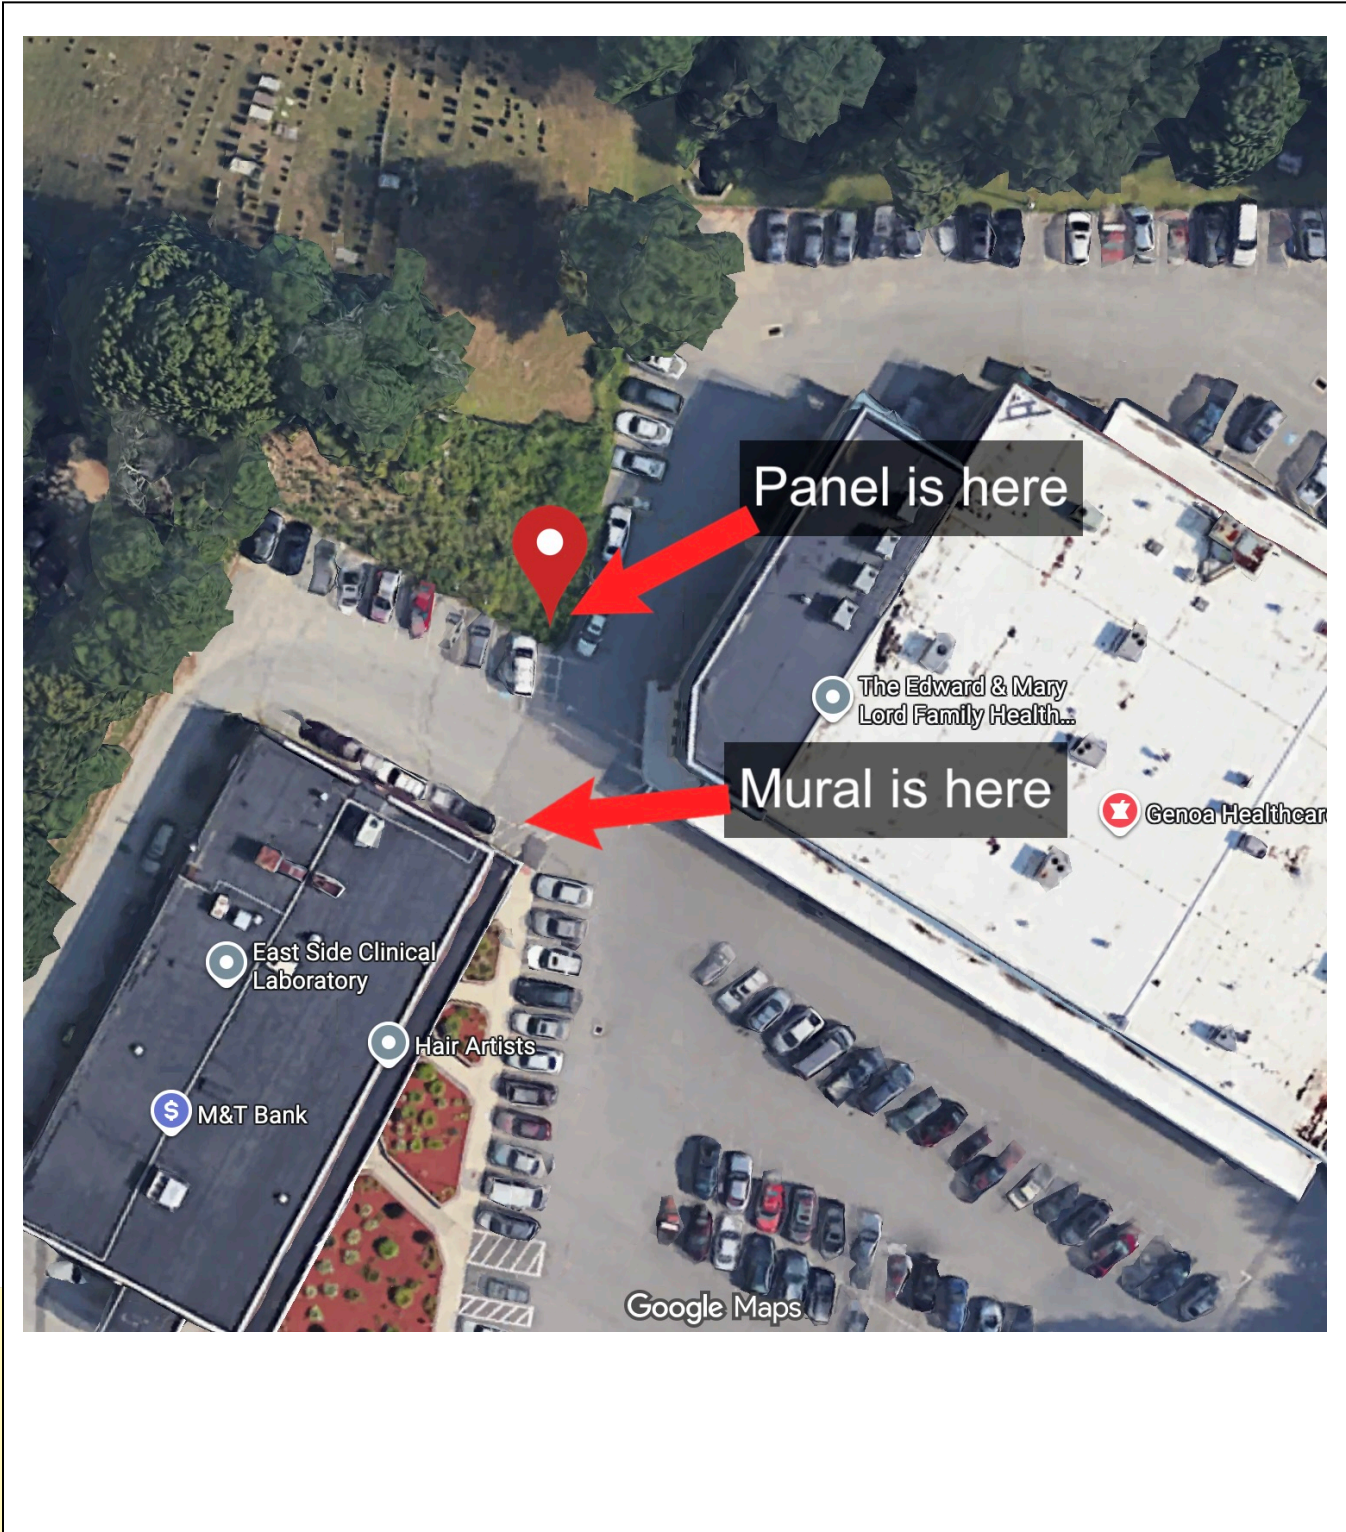 Panel is here
The Edward & Mary
Lord Family Health...
Mural is here
Genoa Healthcar
East Side Clinical
Laboratory
Hair Artists
$
M&T Bank
Google Maps